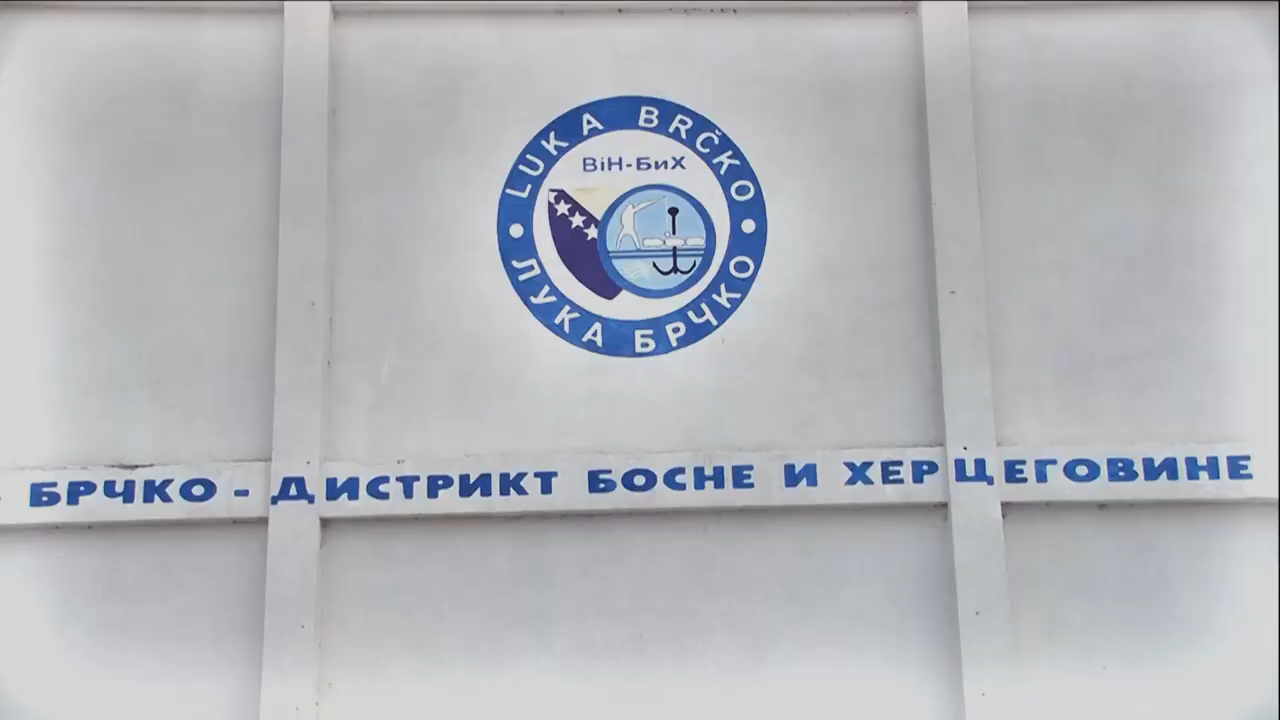 LUKA BRČKO
BiH-БиХ
ЛУКА БРЧКО
БРЧКО - ДИСТРИКТ БОСНЕ И ХЕРЦЕГОВИНЕ